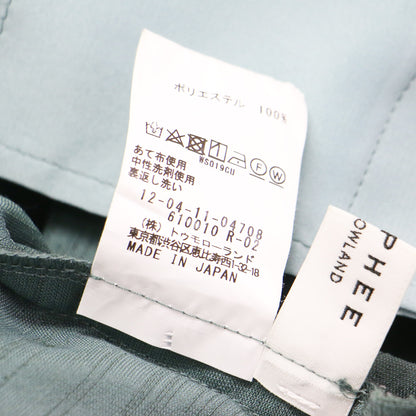 ポリエステル 100%
WS019CU
あて布使用
中性洗剤使用
裏返し洗い
12-04-11-04708
610010 R-02
(株) トゥモローランド
東京都渋谷区恵比寿西1-32-18
MADE IN JAPAN
PHEE
OWLAND